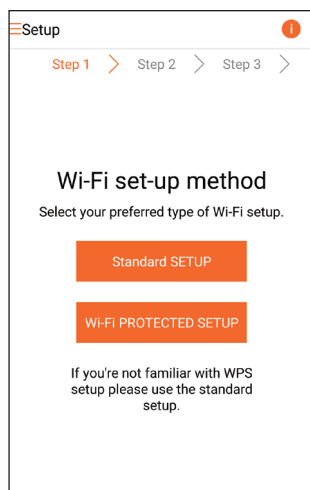 Setup
i
Step 1 Step 2 Step 3
Wi-Fi set-up method
Select your preferred type of Wi-Fi setup.
Standard SETUP
Wi-Fi PROTECTED SETUP
If you're not familiar with WPS
setup please use the standard
setup.